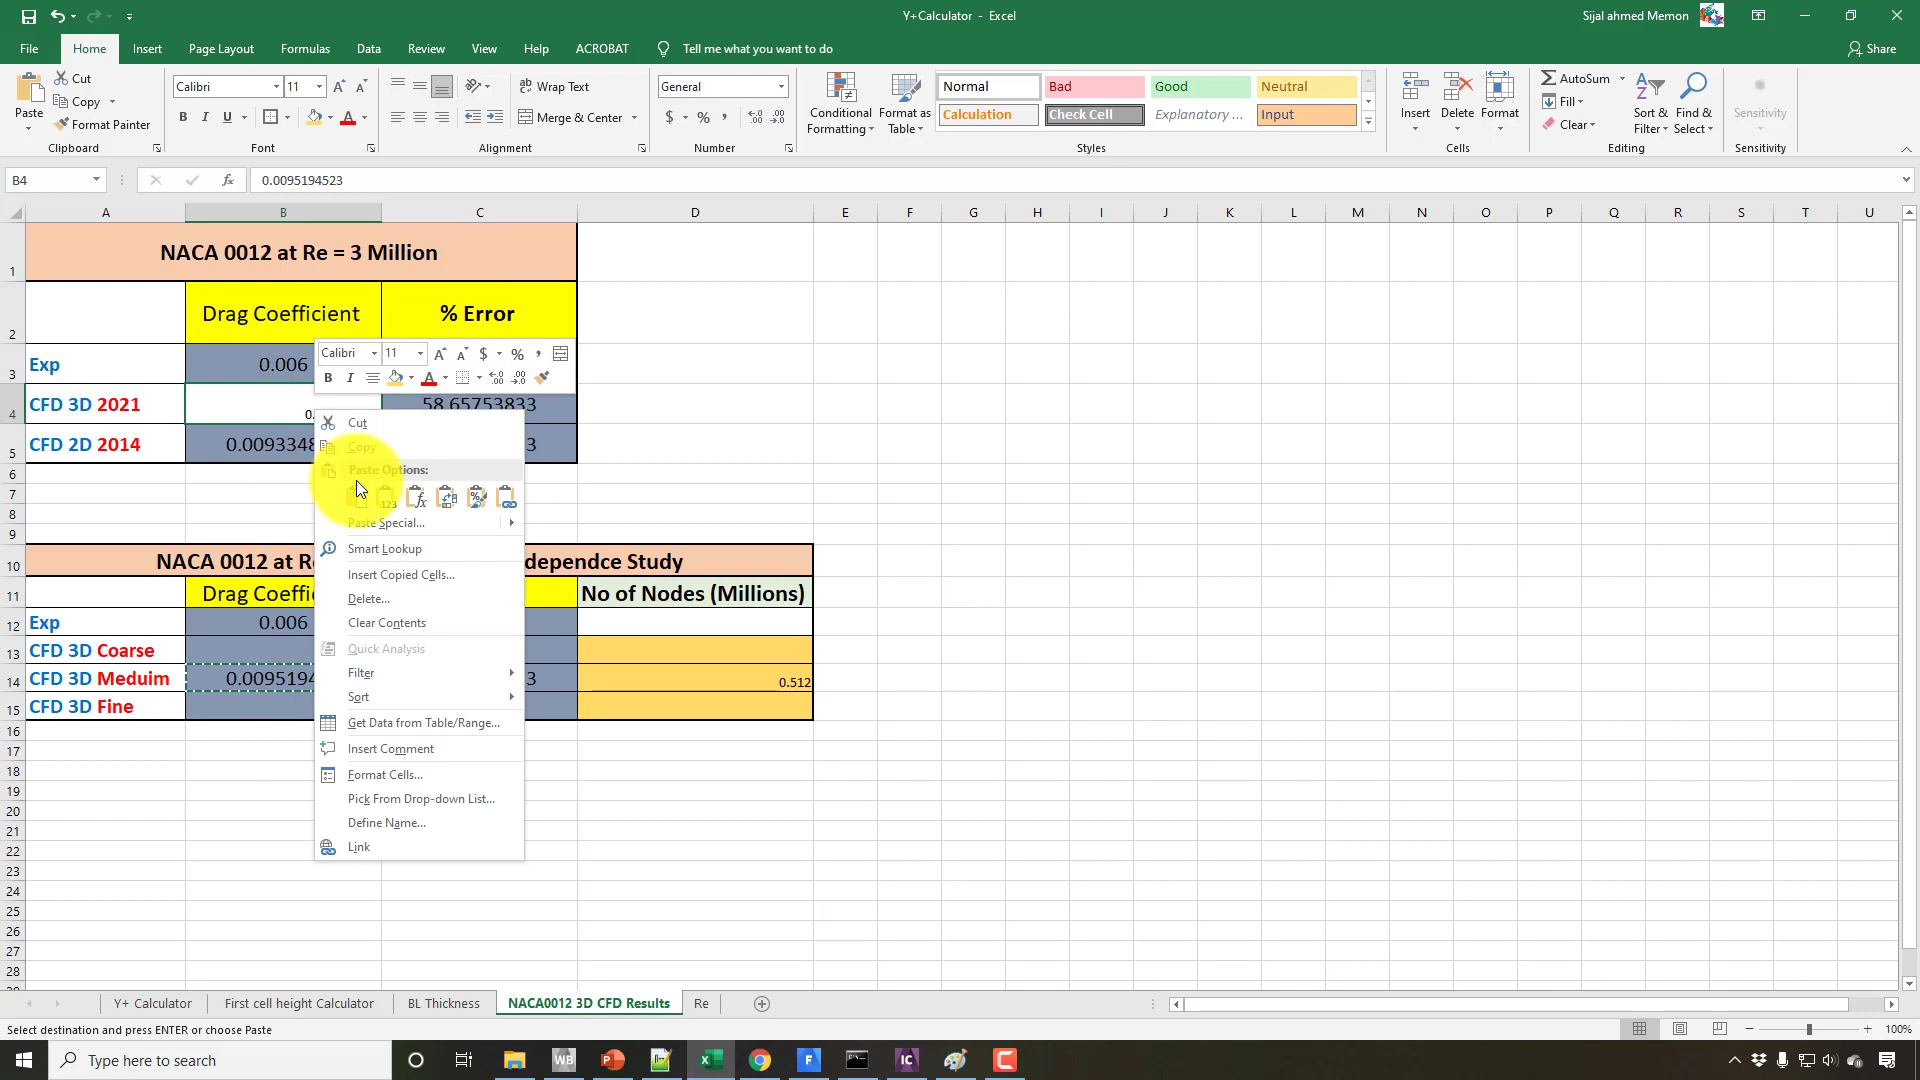 Y+Calculator - Excel
Sijal ahmed Memon
File Home Insert Page Layout Formulas Data Review View Help ACROBAT Tell me what you want to do Share
Paste Cut Copy Format Painter Clipboard
Calibri 11 B I U Font
Wrap Text Merge & Center Alignment
General $ % , Number
Conditional Formatting Format as Table
Normal Bad Good Neutral
Calculation Check Cell Explanatory ... Input
Styles
Insert Delete Format Cells
AutoSum Fill Clear Sort & Filter Find & Select Editing
Sensitivity Sensitivity
B4 fx 0.0095194523
A B C D E F G H I J K L M N O P Q R S T U
1 NACA 0012 at Re = 3 Million
2 Drag Coefficient % Error
Calibri 11 $ % ,
B I A
3 Exp 0.006
4 CFD 3D 2021 0. 58.65753833
5 CFD 2D 2014 0.0093348 3
6
7
8
9
10 NACA 0012 at R dependce Study
11 Drag Coeffi No of Nodes (Millions)
12 Exp 0.006
13 CFD 3D Coarse
14 CFD 3D Meduim 0.0095194 3 0.512
15 CFD 3D Fine
16
17
18
19
20
21
22
23
24
25
26
27
28
Cut
Copy
Paste Options:
123 fx %
Paste Special...
Smart Lookup
Insert Copied Cells...
Delete...
Clear Contents
Quick Analysis
Filter
Sort
Get Data from Table/Range...
Insert Comment
Format Cells...
Pick From Drop-down List...
Define Name...
Link
Y+ Calculator First cell height Calculator BL Thickness NACA0012 3D CFD Results Re
Select destination and press ENTER or choose Paste 100%
Type here to search WB F IC